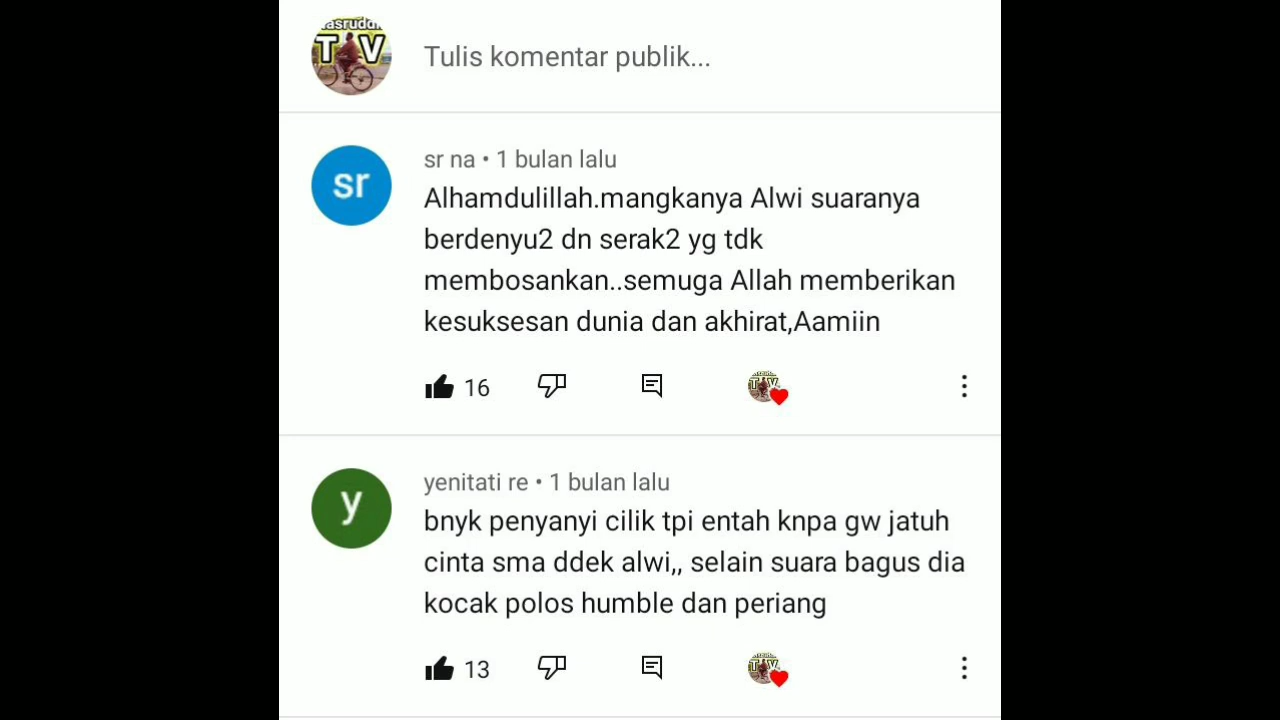 asrudd
T V
Tulis komentar publik...
sr
sr na • 1 bulan lalu
Alhamdulillah.mangkanya Alwi suaranya
berdenyu2 dn serak2 yg tdk
membosankan..semuga Allah memberikan
kesuksesan dunia dan akhirat,Aamiin
16
y
yenitati re • 1 bulan lalu
bnyk penyanyi cilik tpi entah knpa gw jatuh
cinta sma ddek alwi,, selain suara bagus dia
kocak polos humble dan periang
13